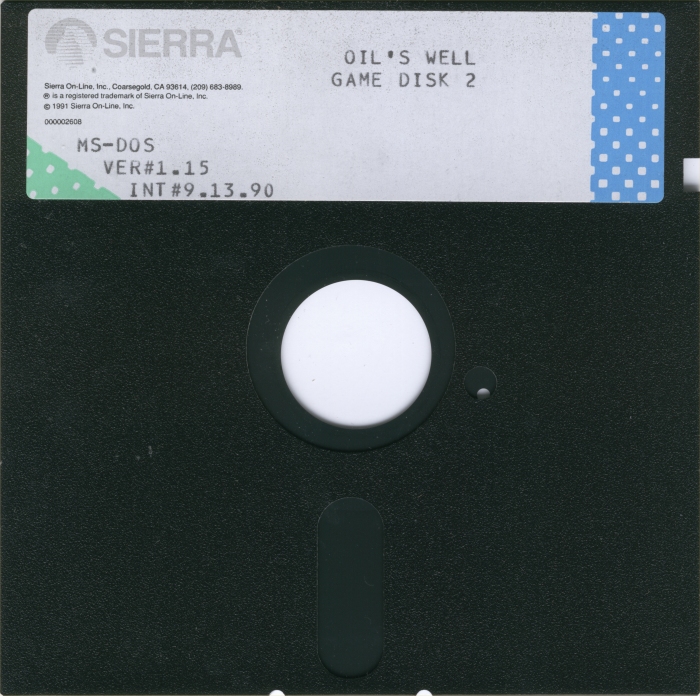 SIERRA®
OIL'S WELL
GAME DISK 2
Sierra On-Line, Inc., Coarsegold, CA 93614, (209) 683-8989.
® is a registered trademark of Sierra On-Line, Inc.
© 1991 Sierra On-Line, Inc.
000002608
MS-DOS
VER#1.15
INT#9.13.90